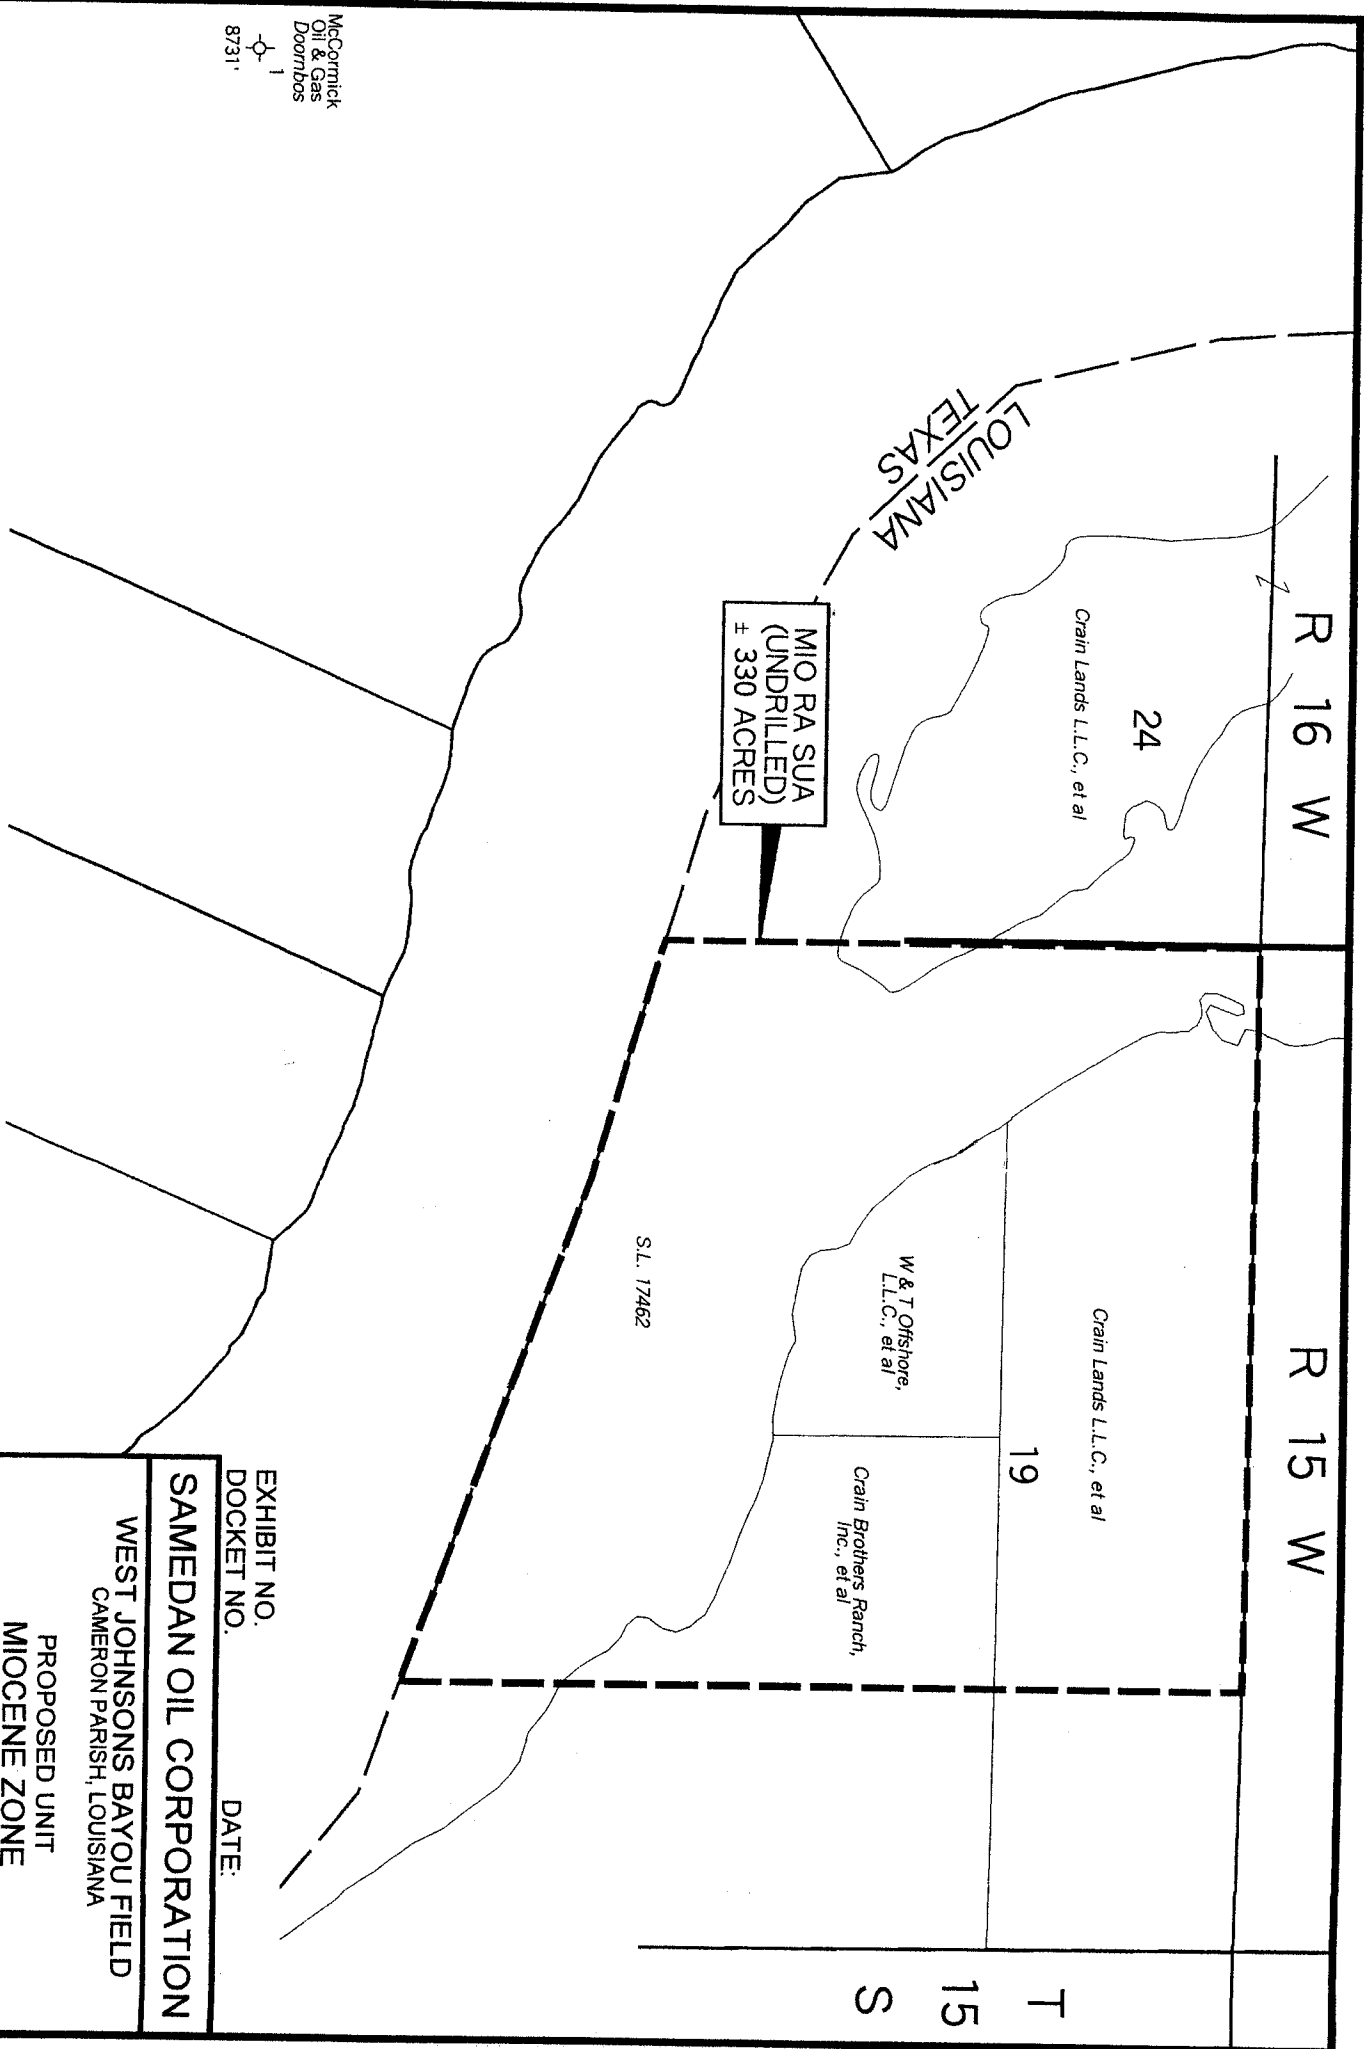 R 16 W
R 15 W
T
15
S
24
Crain Lands L.L.C., et al
LOUISIANA
TEXAS
MIO RA SUA
(UNDRILLED)
± 330 ACRES
Crain Lands L.L.C., et al
19
W & T Offshore,
L.L.C., et al
Crain Brothers Ranch,
Inc., et al
S.L. 17462
McCormick
Oil & Gas
Doornbos
1
8731'
EXHIBIT NO.
DOCKET NO.
DATE:
SAMEDAN OIL CORPORATION
WEST JOHNSONS BAYOU FIELD
CAMERON PARISH, LOUISIANA
PROPOSED UNIT
MIOCENE ZONE